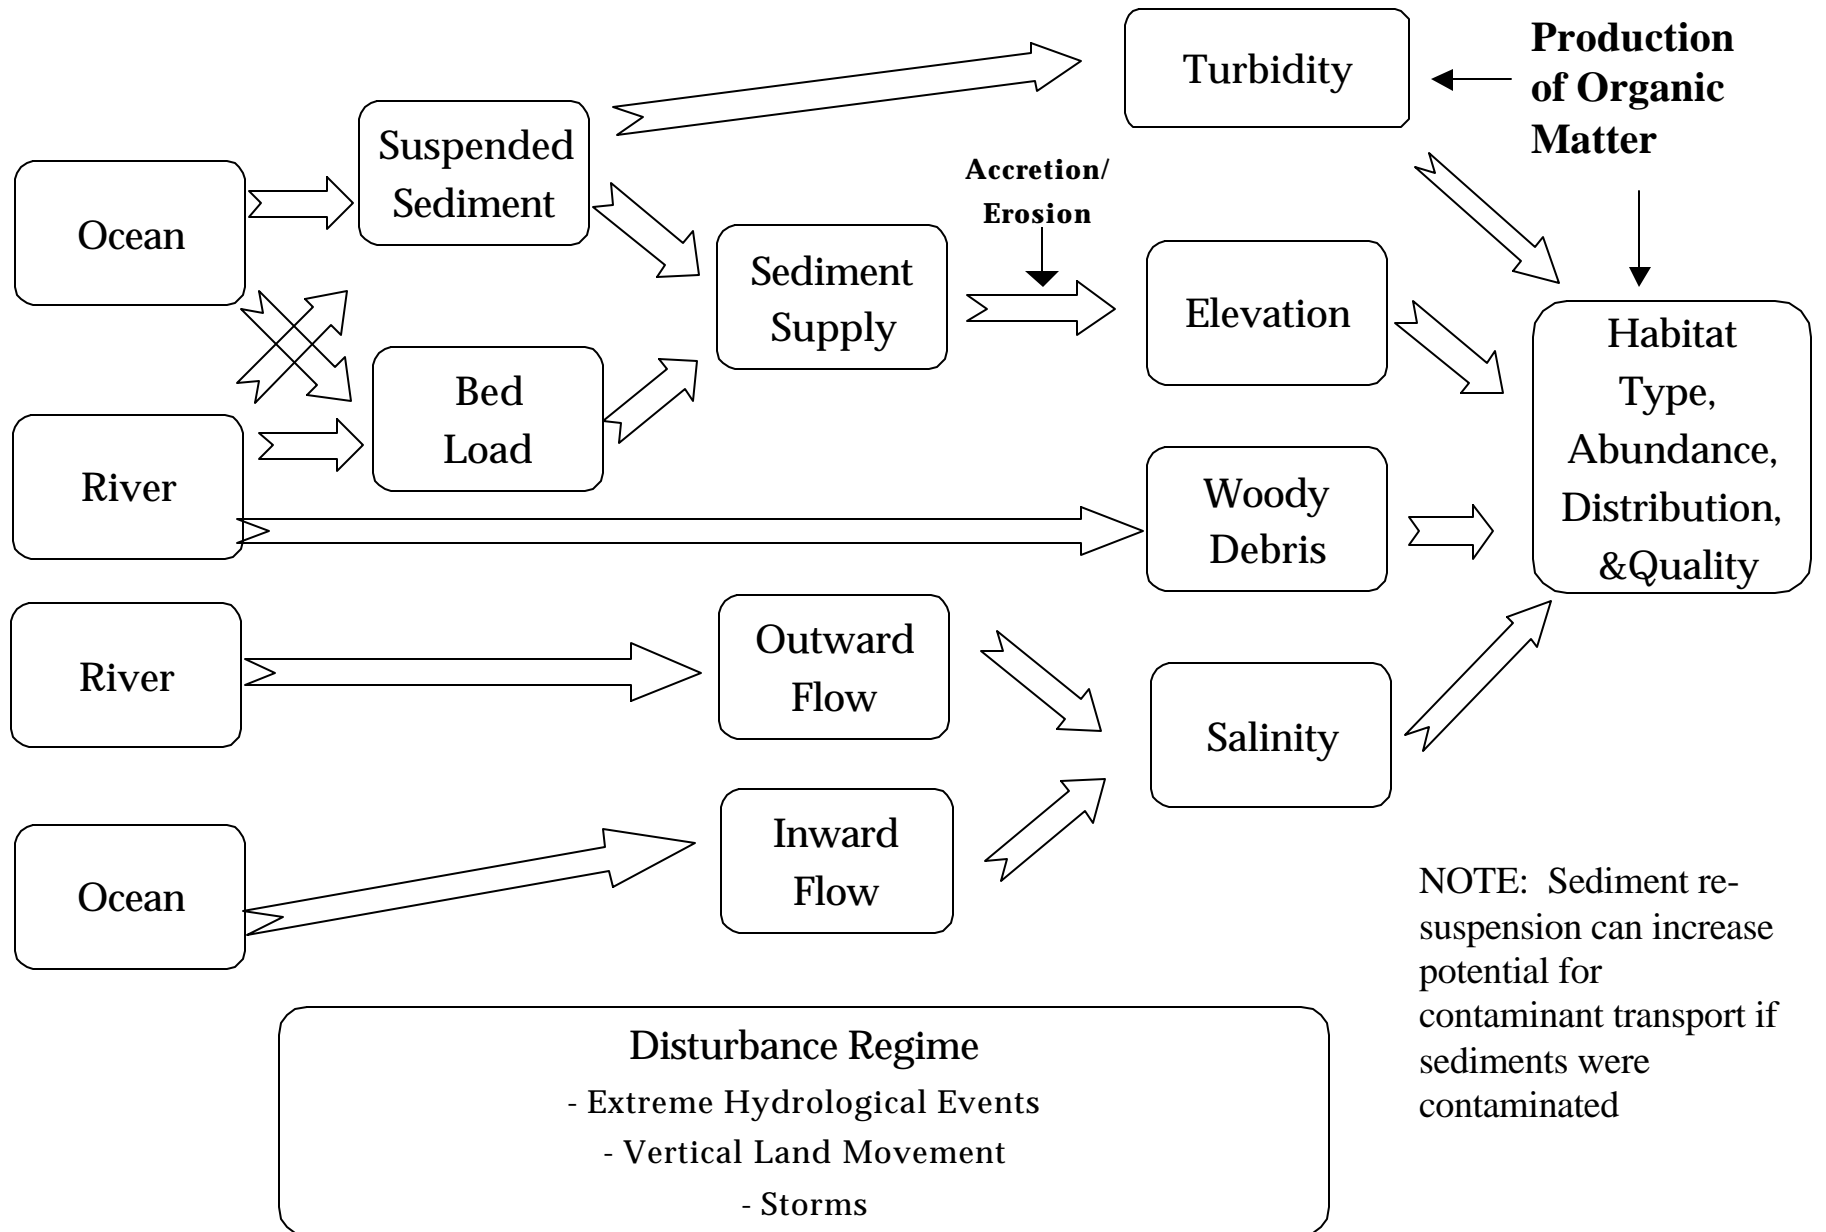 Turbidity
Production
of Organic
Matter
Suspended
Sediment
Accretion/
Erosion
Ocean
Sediment
Supply
Elevation
Habitat
Type,
Abundance,
Distribution,
&Quality
Bed
Load
River
Woody
Debris
River
Outward
Flow
Salinity
Ocean
Inward
Flow
NOTE: Sediment re-
suspension can increase
potential for
contaminant transport if
sediments were
contaminated
Disturbance Regime
- Extreme Hydrological Events
- Vertical Land Movement
- Storms